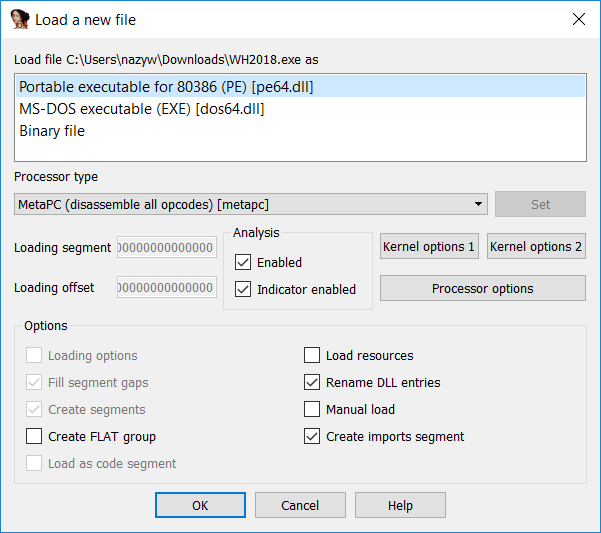 Load a new file
Load file C:\Users\nazyw\Downloads\WH2018.exe as
Portable executable for 80386 (PE) [pe64.dll]
MS-DOS executable (EXE) [dos64.dll]
Binary file
Processor type
MetaPC (disassemble all opcodes) [metapc]
Set
Loading segment
Loading offset
Analysis
Enabled
Indicator enabled
Kernel options 1
Kernel options 2
Processor options
Options
Loading options
Fill segment gaps
Create segments
Create FLAT group
Load as code segment
Load resources
Rename DLL entries
Manual load
Create imports segment
OK
Cancel
Help